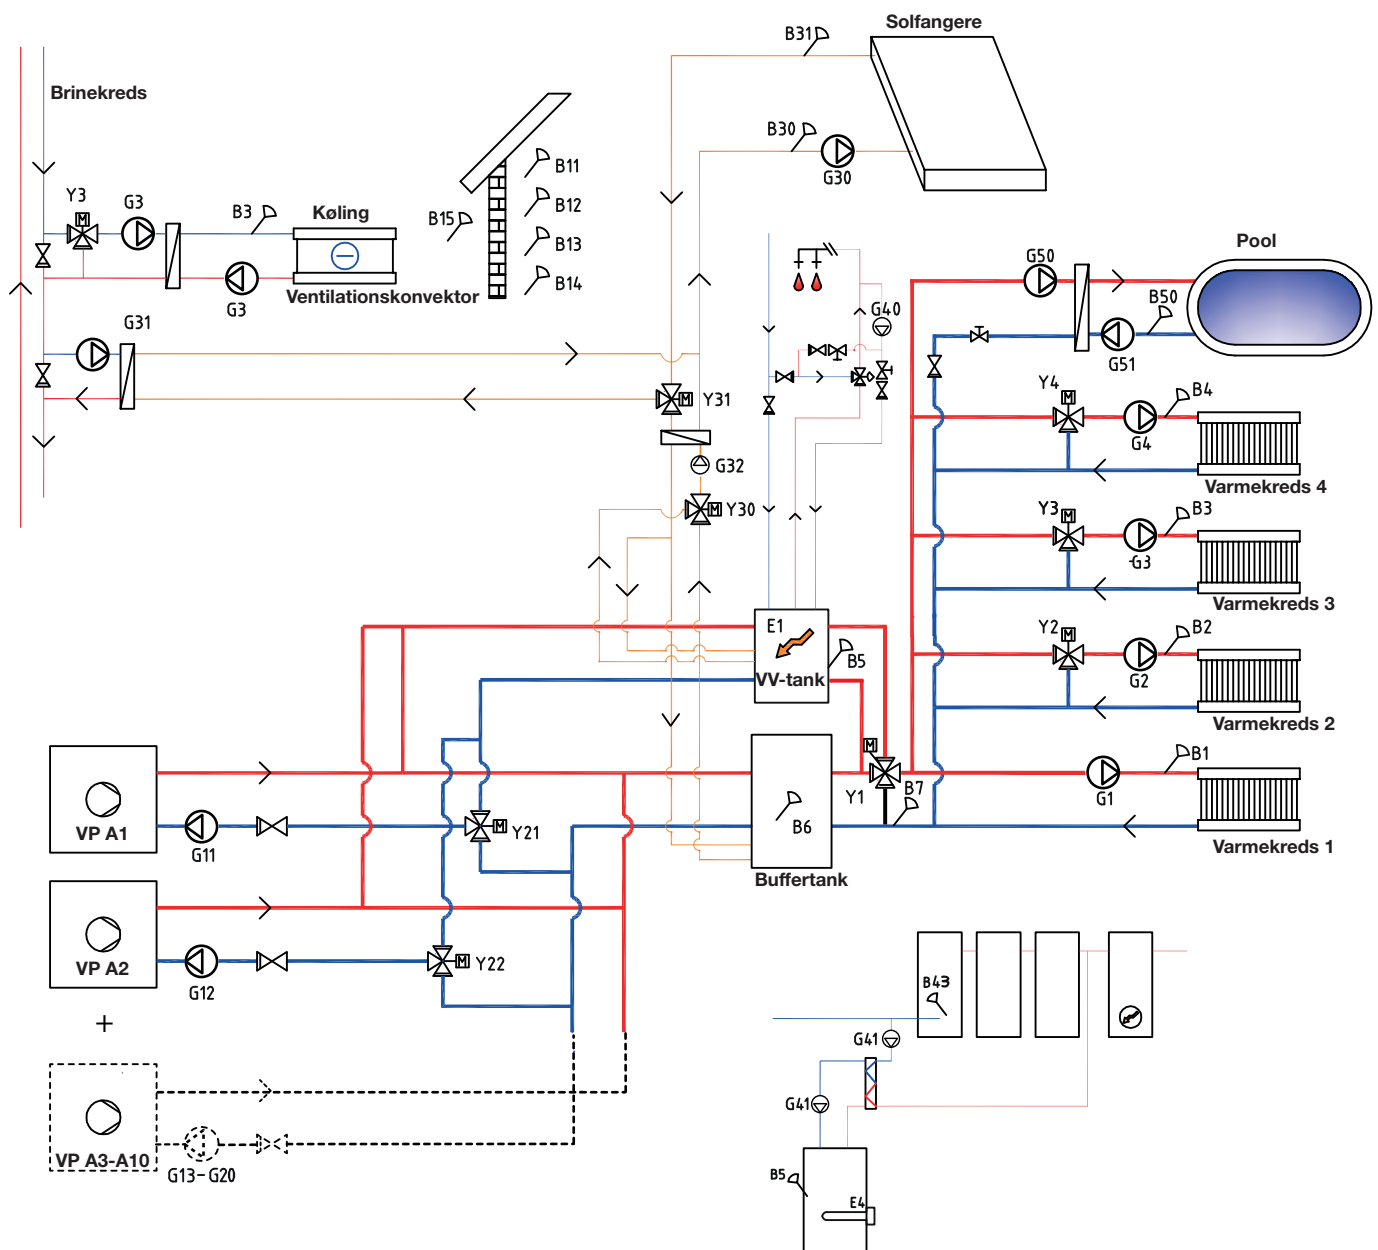 Solfangere
B31
Brinekreds
B30
G30
B11
B12
B13
B14
B15
Y3
G3
B3
Køling
G3
Ventilationskonvektor
Pool
G50
B50
G51
G40
G31
Y31
G32
Y30
Y4
B4
G4
Varmekreds 4
Y3
B3
G3
Varmekreds 3
Y2
B2
G2
Varmekreds 2
E1
B5
VV-tank
M
Y1
B7
B1
G1
Varmekreds 1
VP A1
G11
M
Y21
B6
Buffertank
VP A2
G12
M
Y22
+
VP A3-A10
G13-G20
B43
G41
G41
B5
E4
M
M
M
M
M
M